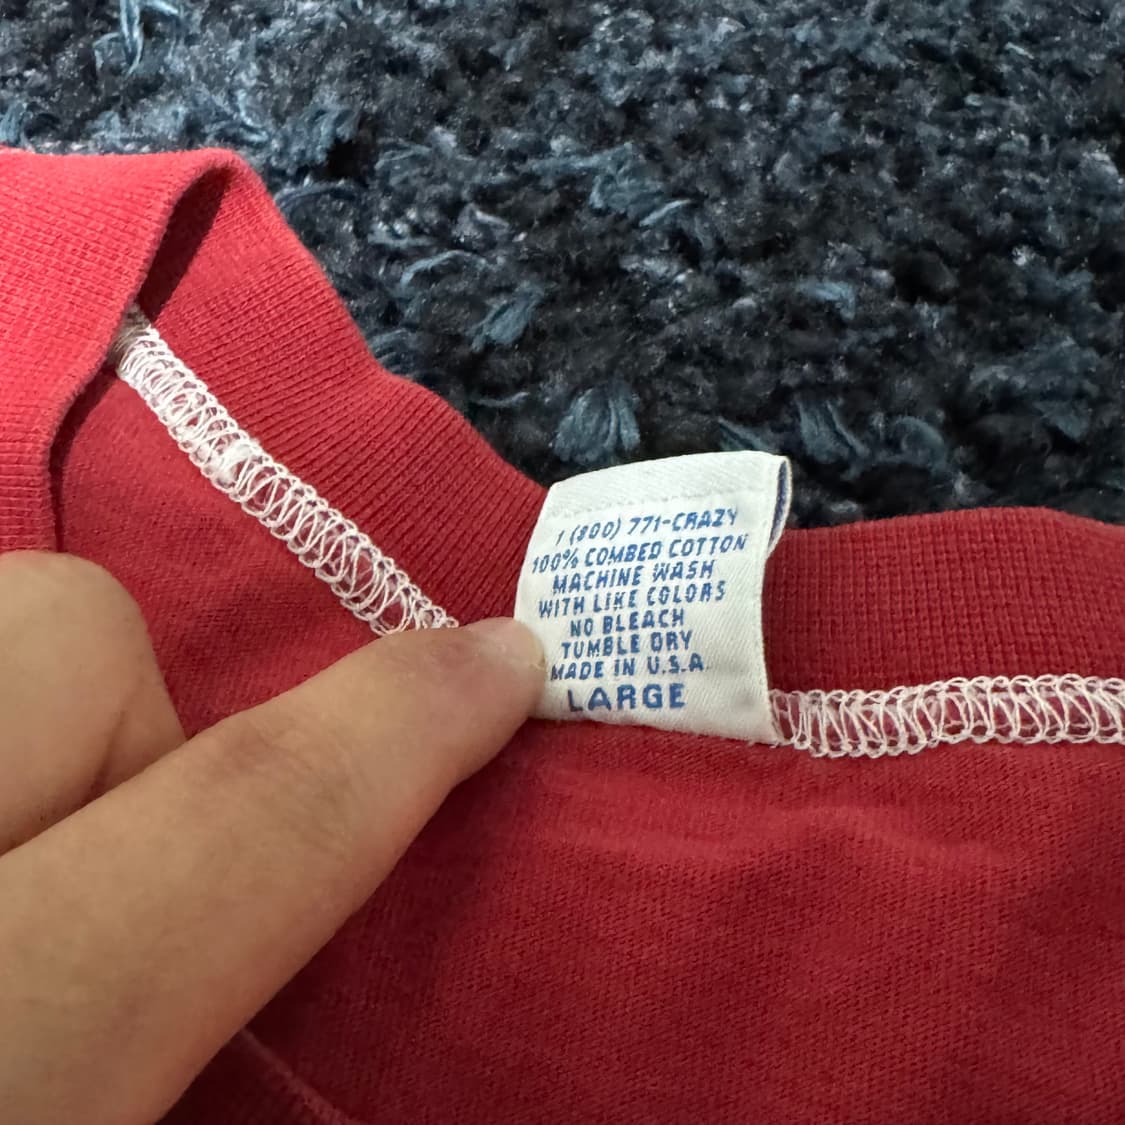 1 (800) 771-CRAZY
100% COMBED COTTON
MACHINE WASH
WITH LIKE COLORS
NO BLEACH
TUMBLE DRY
MADE IN U.S.A.
LARGE